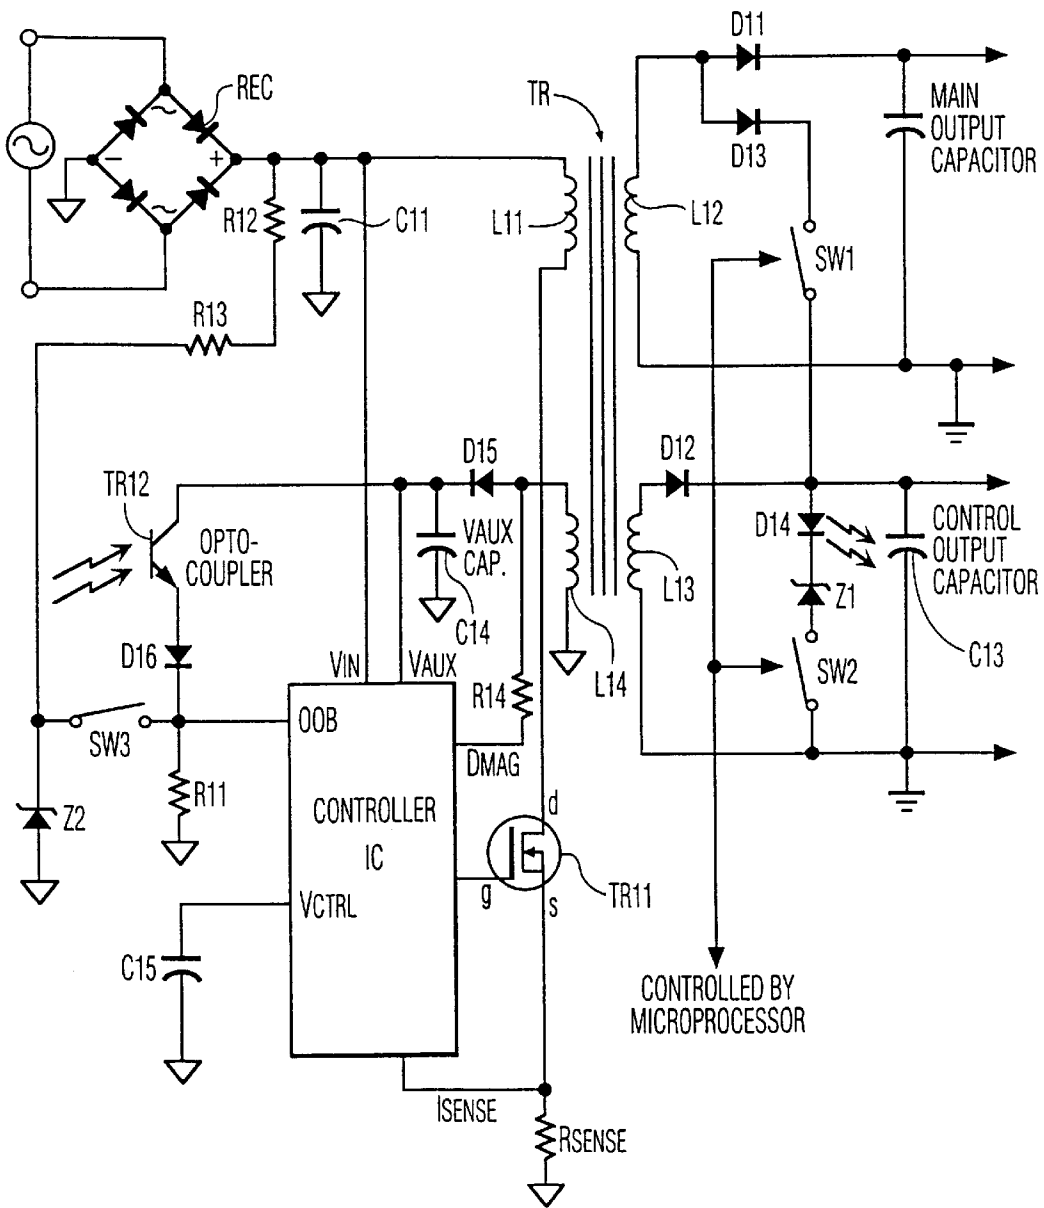 D11
REC
TR
MAIN
OUTPUT
CAPACITOR
D13
− +
R12
C11
L11
L12
SW1
R13
D15
D12
TR12
OPTO-
COUPLER
VAUX
CAP.
D14
CONTROL
OUTPUT
CAPACITOR
Z1
L13
C14
D16
VIN
VAUX
R14
L14
SW2
C13
OOB
SW3
DMAG
R11
Z2
CONTROLLER
IC
d
g
s
TR11
VCTRL
C15
CONTROLLED BY
MICROPROCESSOR
ISENSE
RSENSE